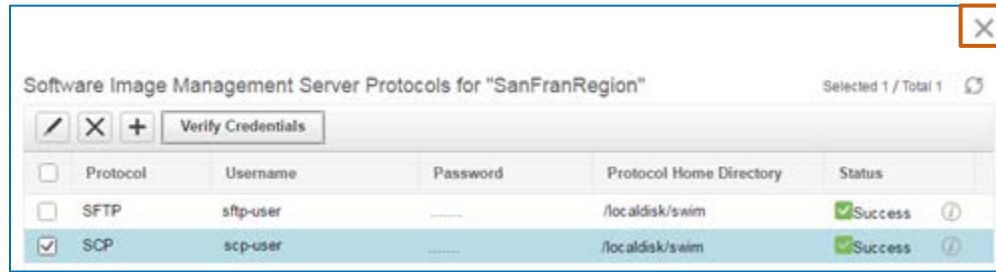 Software Image Management Server Protocols for "SanFranRegion" Selected 1 / Total 1
Verify Credentials
Protocol Username Password Protocol Home Directory Status
SFTP sftp-user ........ /localdisk/swim Success
SCP scp-user ........ /localdisk/swim Success